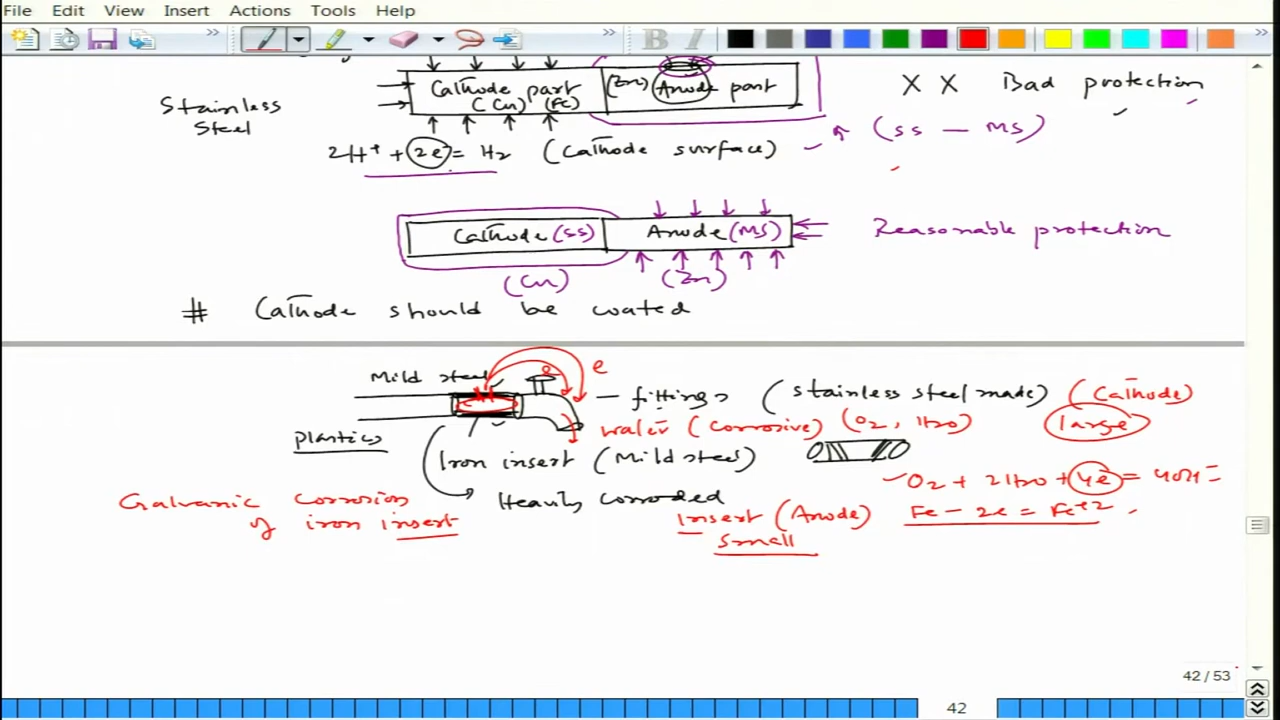 File Edit View Insert Actions Tools Help
B I
Stainless Steel
Cathode part (Zn) Anode part
(Cu) (Fe)
X X Bad protection
(SS - MS)
2H+ + 2e = H2 (Cathode surface)
Cathode (SS) Anode (MS)
(Cu) (Zn)
Reasonable protection
# Cathode should be coated
Mild steel
e e
fittings (stainless steel made) (Cathode)
water (corrosive) (O2, H2O) large
plastics
Iron insert (Mild steel)
O2 + 2H2O + 4e = 4OH-
Heavily corroded
Galvanic corrosion
of iron insert
Insert (Anode) Fe - 2e = Fe+2
small
42 / 53
42